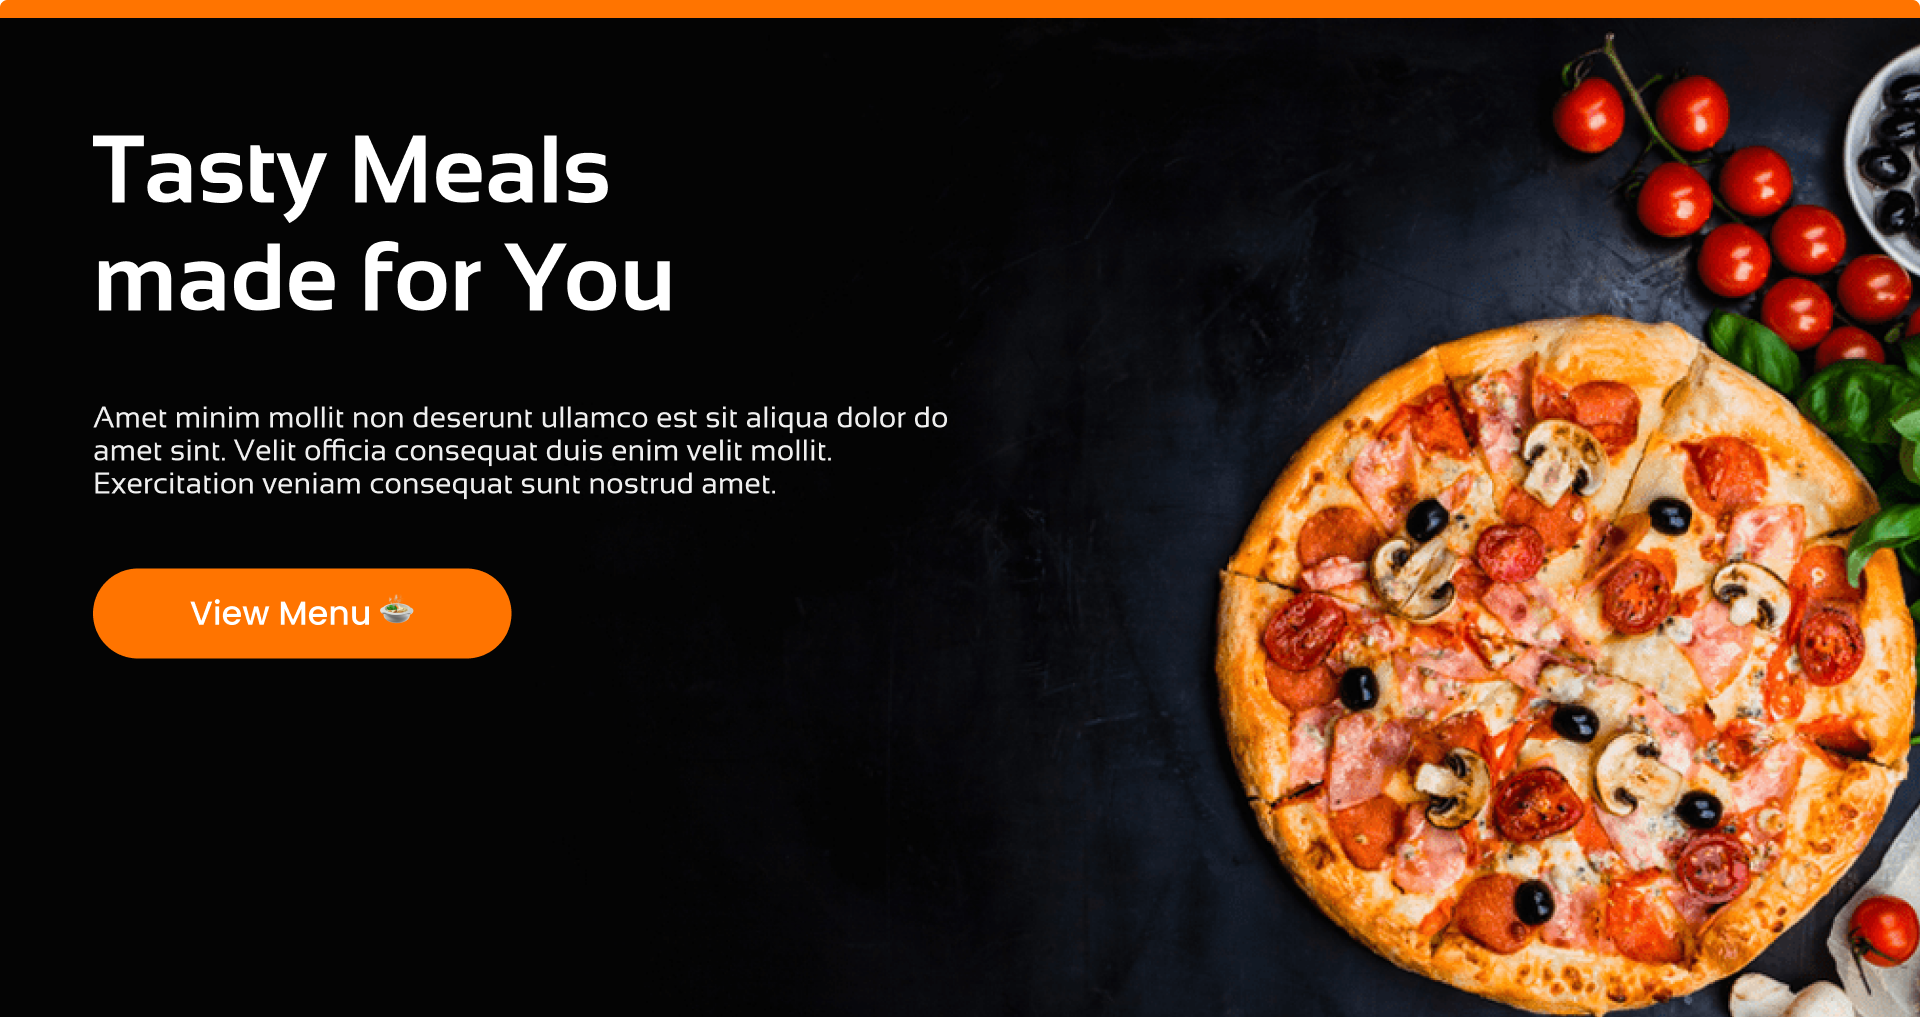 Tasty Meals
made for You
Amet minim mollit non deserunt ullamco est sit aliqua dolor do
amet sint. Velit officia consequat duis enim velit mollit.
Exercitation veniam consequat sunt nostrud amet.
View Menu 🍲